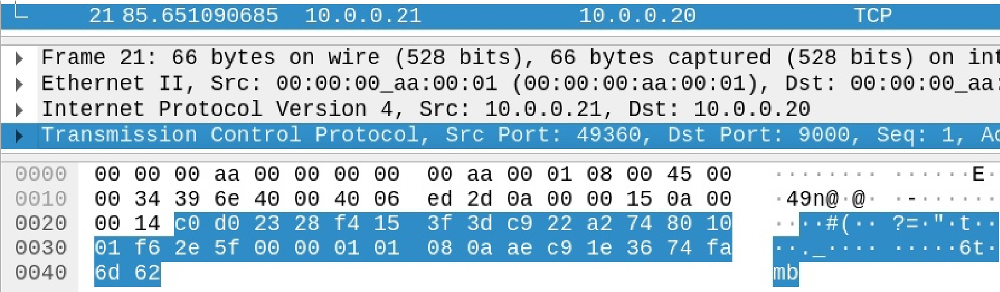 21 85.651090685 10.0.0.21 10.0.0.20 TCP
Frame 21: 66 bytes on wire (528 bits), 66 bytes captured (528 bits) on int
Ethernet II, Src: 00:00:00_aa:00:01 (00:00:00:aa:00:01), Dst: 00:00:00_aa:
Internet Protocol Version 4, Src: 10.0.0.21, Dst: 10.0.0.20
Transmission Control Protocol, Src Port: 49360, Dst Port: 9000, Seq: 1, Ac
0000 00 00 00 aa 00 00 00 00 00 aa 00 01 08 00 45 00 ········ ······E·
0010 00 34 39 6e 40 00 40 06 ed 2d 0a 00 00 15 0a 00 ·49n@·@· ·-······
0020 00 14 c0 d0 23 28 f4 15 3f 3d c9 22 a2 74 80 10 ····#(·· ?=·"·t··
0030 01 f6 2e 5f 00 00 01 01 08 0a ae c9 1e 36 74 fa ··._···· ·····6t·
0040 6d 62 mb